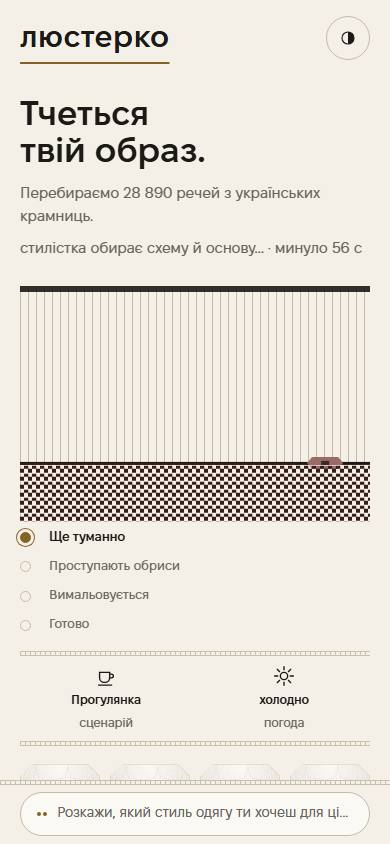 люстерко
Тчеться
твій образ.
Перебираємо 28 890 речей з українських
крамниць.
стилістка обирає схему й основу... · минуло 56 с
Ще туманно
Проступають обриси
Вимальовується
Готово
Прогулянка
сценарій
холодно
погода
Розкажи, який стиль одягу ти хочеш для ці...